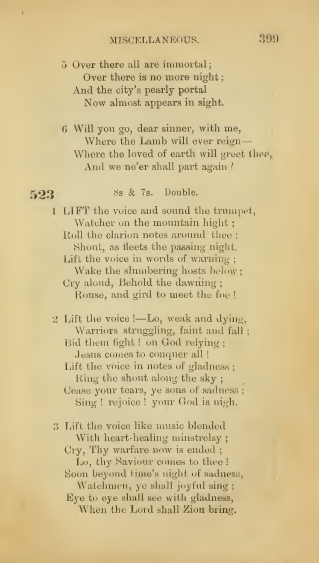 MISCELLANEOUS. 399
5 Over there all are immortal;
Over there is no more night;
And the city's pearly portal
Now almost appears in sight.
6 Will you go, dear sinner, with me,
Where the Lamb will ever reign—
Where the loved of earth will greet thee,
And we ne'er shall part again!
523 8s & 7s. Double.
1 LIFT the voice and sound the trumpet,
Watcher on the mountain hight;
Roll the clarion notes around thee;
Shout, as fleets the passing night.
Lift the voice in words of warning;
Wake the slumbering hosts below;
Cry aloud, Behold the dawning;
Rouse, and gird to meet the foe!
2 Lift the voice!—Lo, weak and dying,
Warriors struggling, faint and fall;
Bid them fight! on God relying;
Jesus comes to conquer all!
Lift the voice in notes of gladness;
Ring the shout along the sky;
Cease your tears, ye sons of sadness;
Sing! rejoice! your God is nigh.
3 Lift the voice like music blended
With heart-healing minstrelsy;
Cry, Thy warfare now is ended;
Lo, thy Saviour comes to thee!
Soon beyond time's night of sadness,
Watchmen, ye shall joyful sing;
Eye to eye shall see with gladness,
When the Lord shall Zion bring.